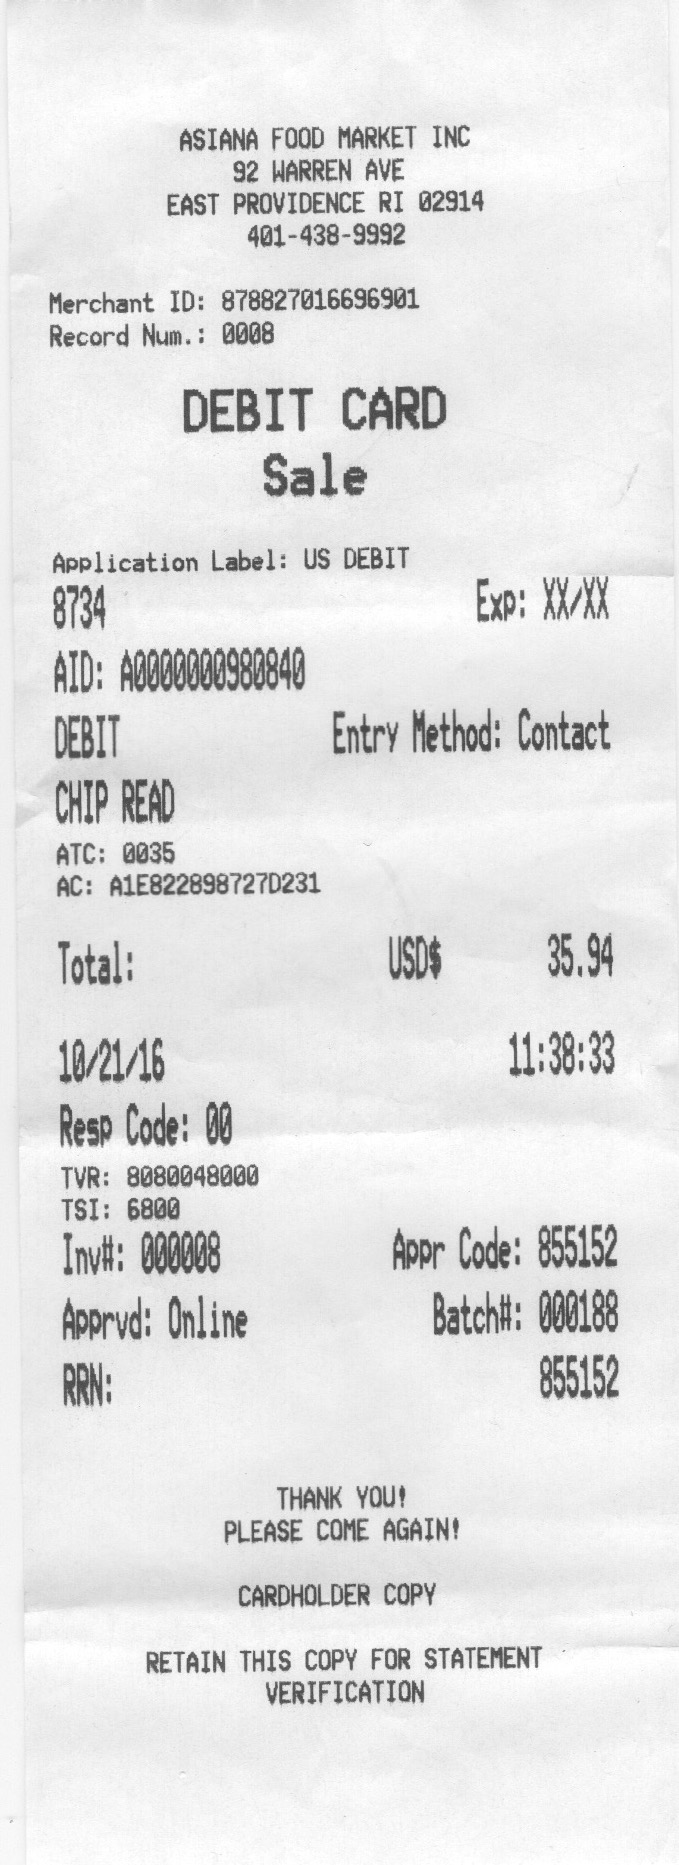 ASIANA FOOD MARKET INC
92 WARREN AVE
EAST PROVIDENCE RI 02914
401-438-9992
Merchant ID: 878827016696901
Record Num.: 0008
DEBIT CARD
Sale
Application Label: US DEBIT
8734 Exp: XX/XX
AID: A0000000980840
DEBIT Entry Method: Contact
CHIP READ
ATC: 0035
AC: A1E822898727D231
Total: USD$ 35.94
10/21/16 11:38:33
Resp Code: 00
TVR: 8080048000
TSI: 6800
Inv#: 000008 Appr Code: 855152
Apprvd: Online Batch#: 000188
RRN: 855152
THANK YOU!
PLEASE COME AGAIN!
CARDHOLDER COPY
RETAIN THIS COPY FOR STATEMENT
VERIFICATION